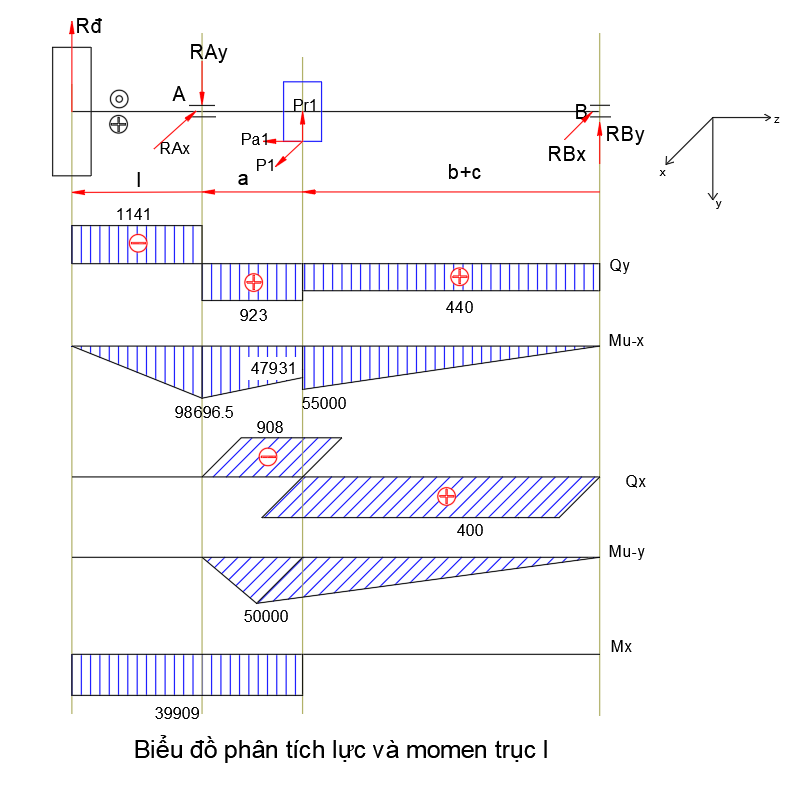 Rđ
RAy
A
Pr1
B
RBy
RAx
Pa1
P1
RBx
z
x
y
l
a
b+c
1141
Qy
923
440
Mu-x
47931
98696.5
55000
908
Qx
400
Mu-y
50000
Mx
39909
Biểu đồ phân tích lực và momen trục I